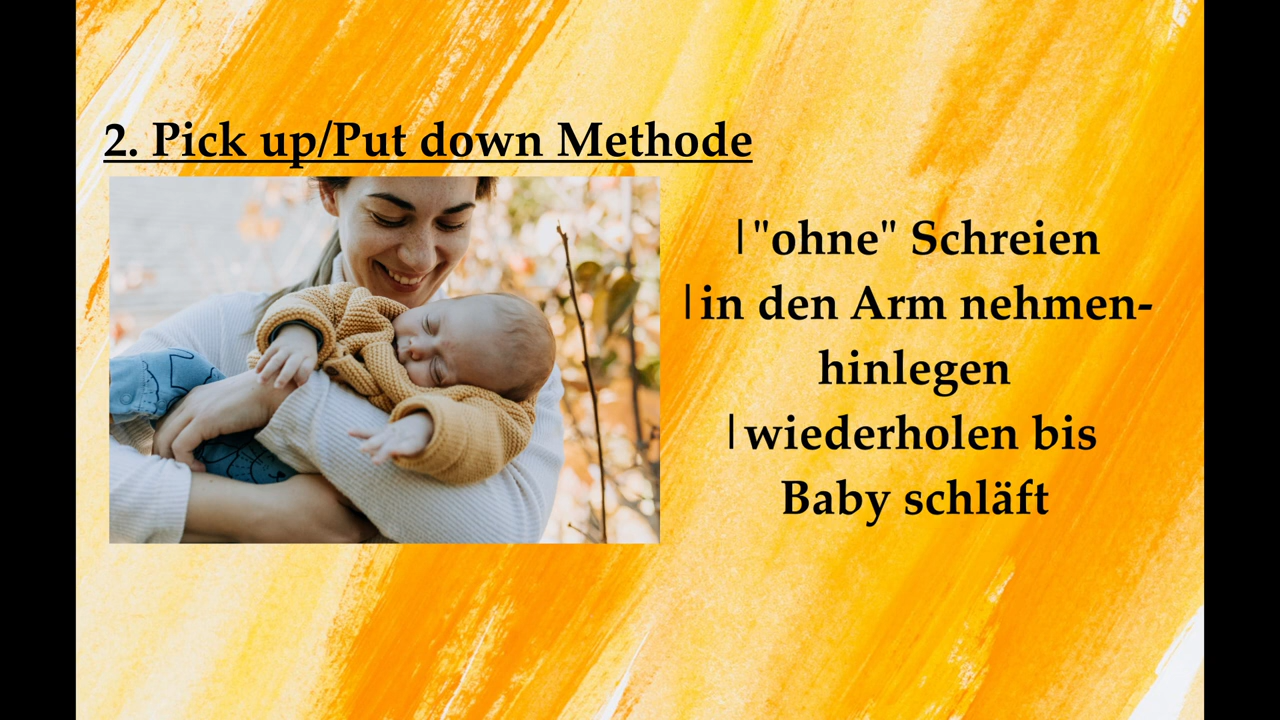 2. Pick up/Put down Methode
|"ohne" Schreien
|in den Arm nehmen-
hinlegen
|wiederholen bis
Baby schläft